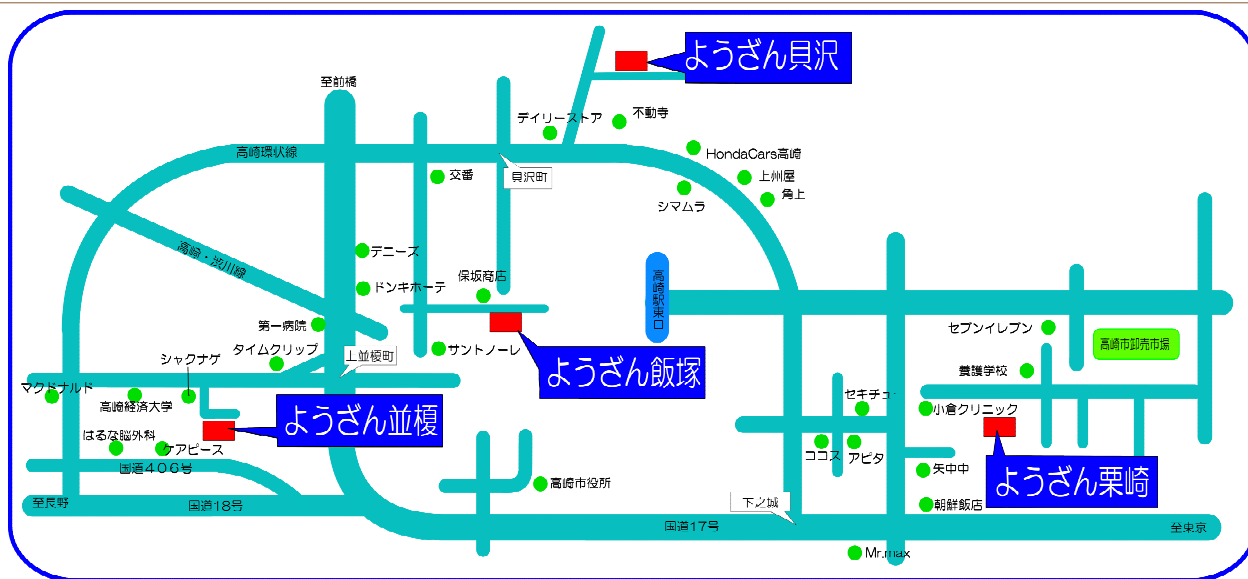 ようざん貝沢
至前橋
デイリーストア
不動寺
高崎環状線
HondaCars高崎
貝沢町
交番
上州屋
シマムラ
角上
高崎・渋川線
デニーズ
保坂商店
ドンキホーテ
高崎駅東口
第一病院
セブンイレブン
高崎市卸売市場
タイムクリップ
上並榎町
サントノーレ
シャクナゲ
ようざん飯塚
養護学校
マクドナルド
高崎経済大学
ようざん並榎
セキチュー
小倉クリニック
はるな脳外科
ケアピース
ココス
アピタ
国道406号
矢中中
ようざん栗崎
高崎市役所
至長野
国道18号
下之城
朝鮮飯店
国道17号
至東京
Mr.max